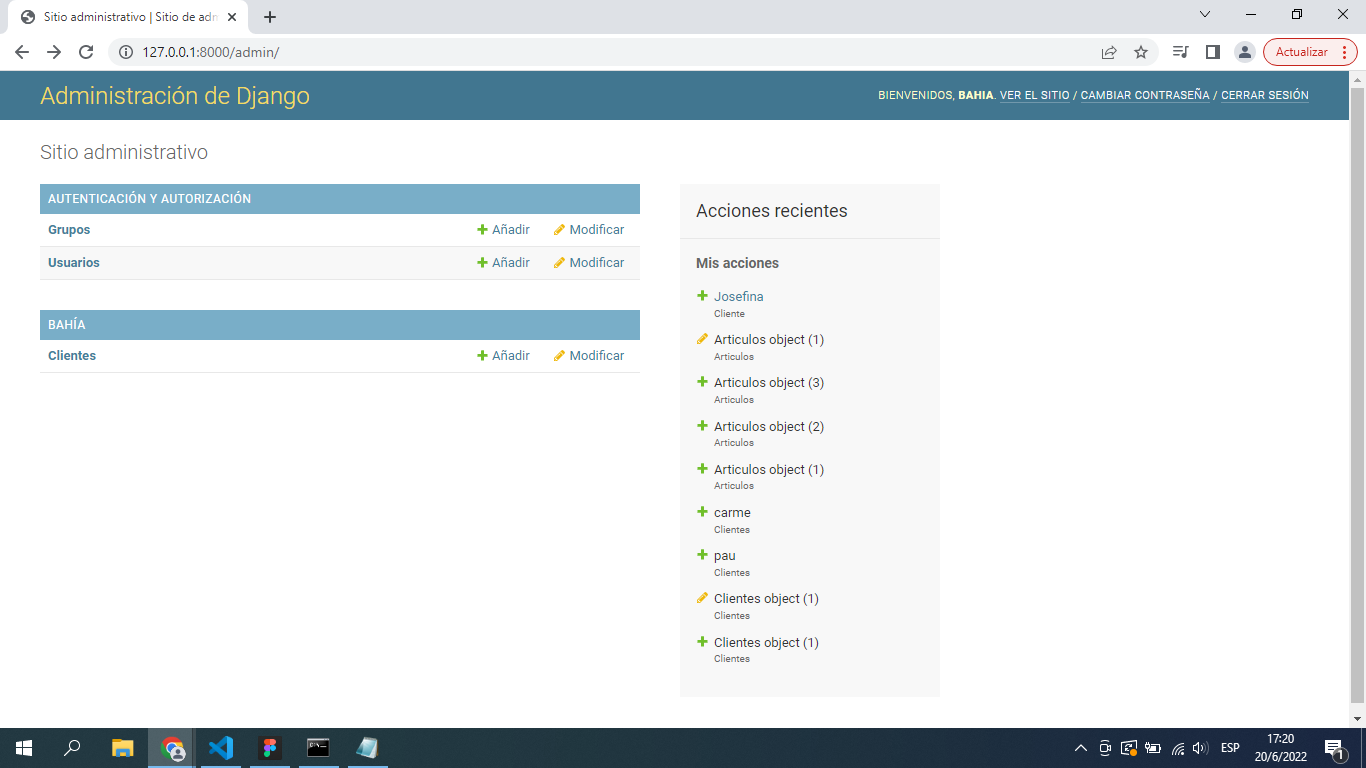 Sitio administrativo | Sitio de adm
127.0.0.1:8000/admin/
Actualizar
Administración de Django
BIENVENIDOS, BAHIA. VER EL SITIO / CAMBIAR CONTRASEÑA / CERRAR SESIÓN
Sitio administrativo
AUTENTICACIÓN Y AUTORIZACIÓN
Grupos Añadir Modificar
Usuarios Añadir Modificar
BAHÍA
Clientes Añadir Modificar
Acciones recientes
Mis acciones
Josefina
Cliente
Articulos object (1)
Articulos
Articulos object (3)
Articulos
Articulos object (2)
Articulos
Articulos object (1)
Articulos
carme
Clientes
pau
Clientes
Clientes object (1)
Clientes
Clientes object (1)
Clientes
ESP
17:20
20/6/2022
1